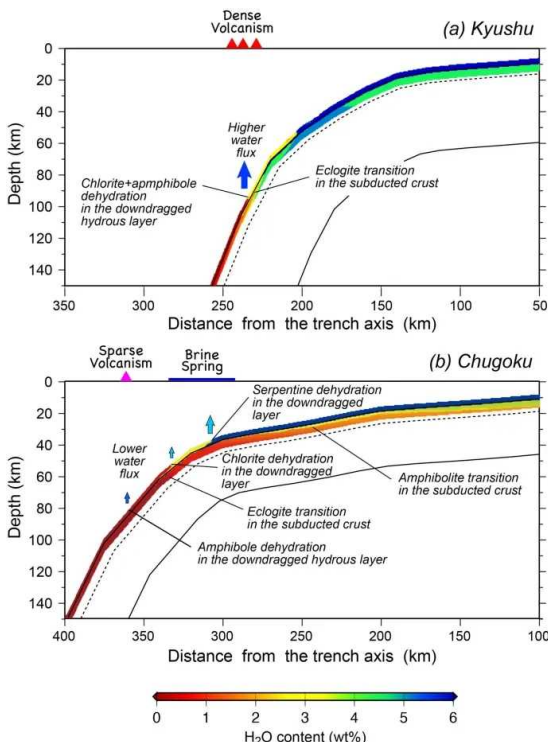 Dense
Volcanism
(a) Kyushu
0
20
40
60
80
100
120
140
Depth (km)
Higher
water
flux
Chlorite+apmphibole
dehydration
in the downdragged
hydrous layer
Eclogite transition
in the subducted crust
350
300
250
200
150
100
50
Distance from the trench axis (km)
Sparse
Volcanism
Brine
Spring
(b) Chugoku
0
20
40
60
80
100
120
140
Depth (km)
Serpentine dehydration
in the downdragged
layer
Lower
water
flux
Chlorite dehydration
in the downdragged
layer
Amphibolite transition
in the subducted crust
Eclogite transition
in the subducted crust
Amphibole dehydration
in the downdragged hydrous layer
400
350
300
250
200
150
100
Distance from the trench axis (km)
0 1 2 3 4 5 6
H₂O content (wt%)